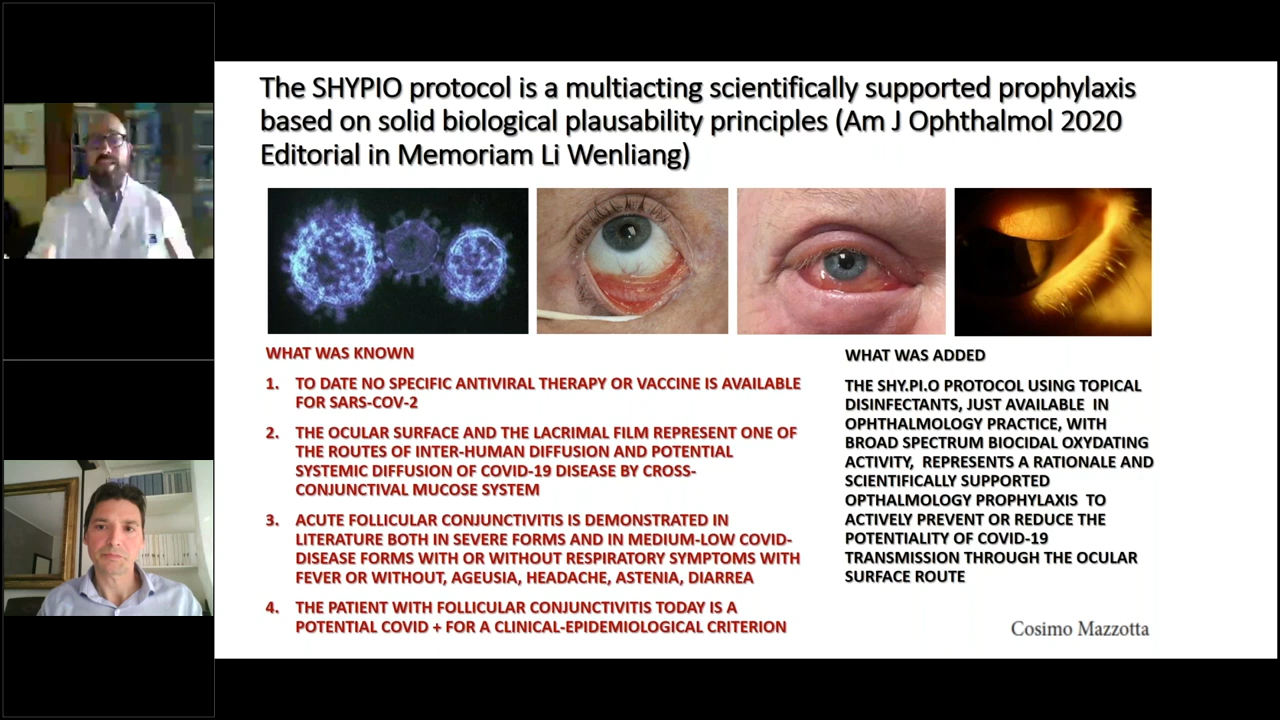 The SHYPIO protocol is a multiacting scientifically supported prophylaxis
based on solid biological plausability principles (Am J Ophthalmol 2020
Editorial in Memoriam Li Wenliang)
WHAT WAS KNOWN
1. TO DATE NO SPECIFIC ANTIVIRAL THERAPY OR VACCINE IS AVAILABLE
FOR SARS-COV-2
2. THE OCULAR SURFACE AND THE LACRIMAL FILM REPRESENT ONE OF
THE ROUTES OF INTER-HUMAN DIFFUSION AND POTENTIAL
SYSTEMIC DIFFUSION OF COVID-19 DISEASE BY CROSS-
CONJUNCTIVAL MUCOSE SYSTEM
3. ACUTE FOLLICULAR CONJUNCTIVITIS IS DEMONSTRATED IN
LITERATURE BOTH IN SEVERE FORMS AND IN MEDIUM-LOW COVID-
DISEASE FORMS WITH OR WITHOUT RESPIRATORY SYMPTOMS WITH
FEVER OR WITHOUT, AGEUSIA, HEADACHE, ASTENIA, DIARREA
4. THE PATIENT WITH FOLLICULAR CONJUNCTIVITIS TODAY IS A
POTENTIAL COVID + FOR A CLINICAL-EPIDEMIOLOGICAL CRITERION
WHAT WAS ADDED
THE SHY.PI.O PROTOCOL USING TOPICAL
DISINFECTANTS, JUST AVAILABLE IN
OPHTHALMOLOGY PRACTICE, WITH
BROAD SPECTRUM BIOCIDAL OXYDATING
ACTIVITY, REPRESENTS A RATIONALE AND
SCIENTIFICALLY SUPPORTED
OPTHALMOLOGY PROPHYLAXIS TO
ACTIVELY PREVENT OR REDUCE THE
POTENTIALITY OF COVID-19
TRANSMISSION THROUGH THE OCULAR
SURFACE ROUTE
Cosimo Mazzotta